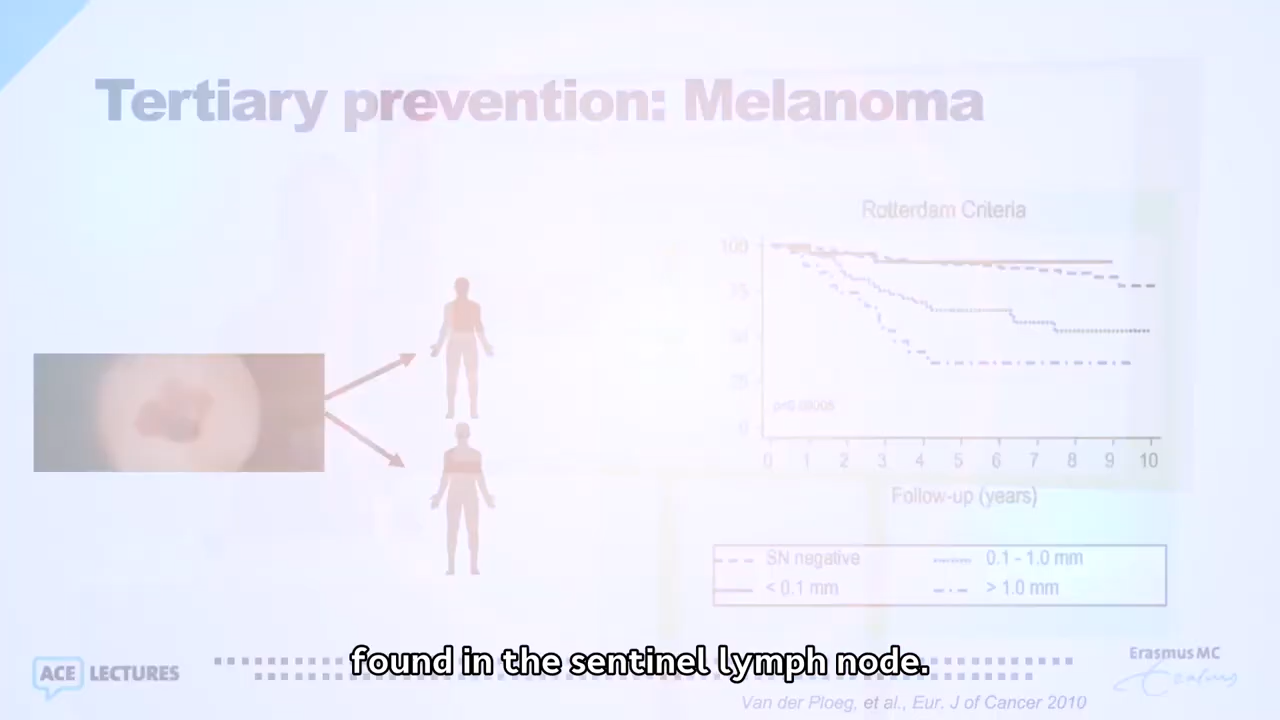 Tertiary prevention: Melanoma
Rotterdam Criteria
100
75
50
25
0
0 1 2 3 4 5 6 7 8 9 10
Follow-up (years)
SN negative
0.1 - 1.0 mm
< 0.1 mm
> 1.0 mm
found in the sentinel lymph node.
ACE LECTURES
Erasmus MC
Erasmus
Van der Ploeg, et al., Eur. J of Cancer 2010